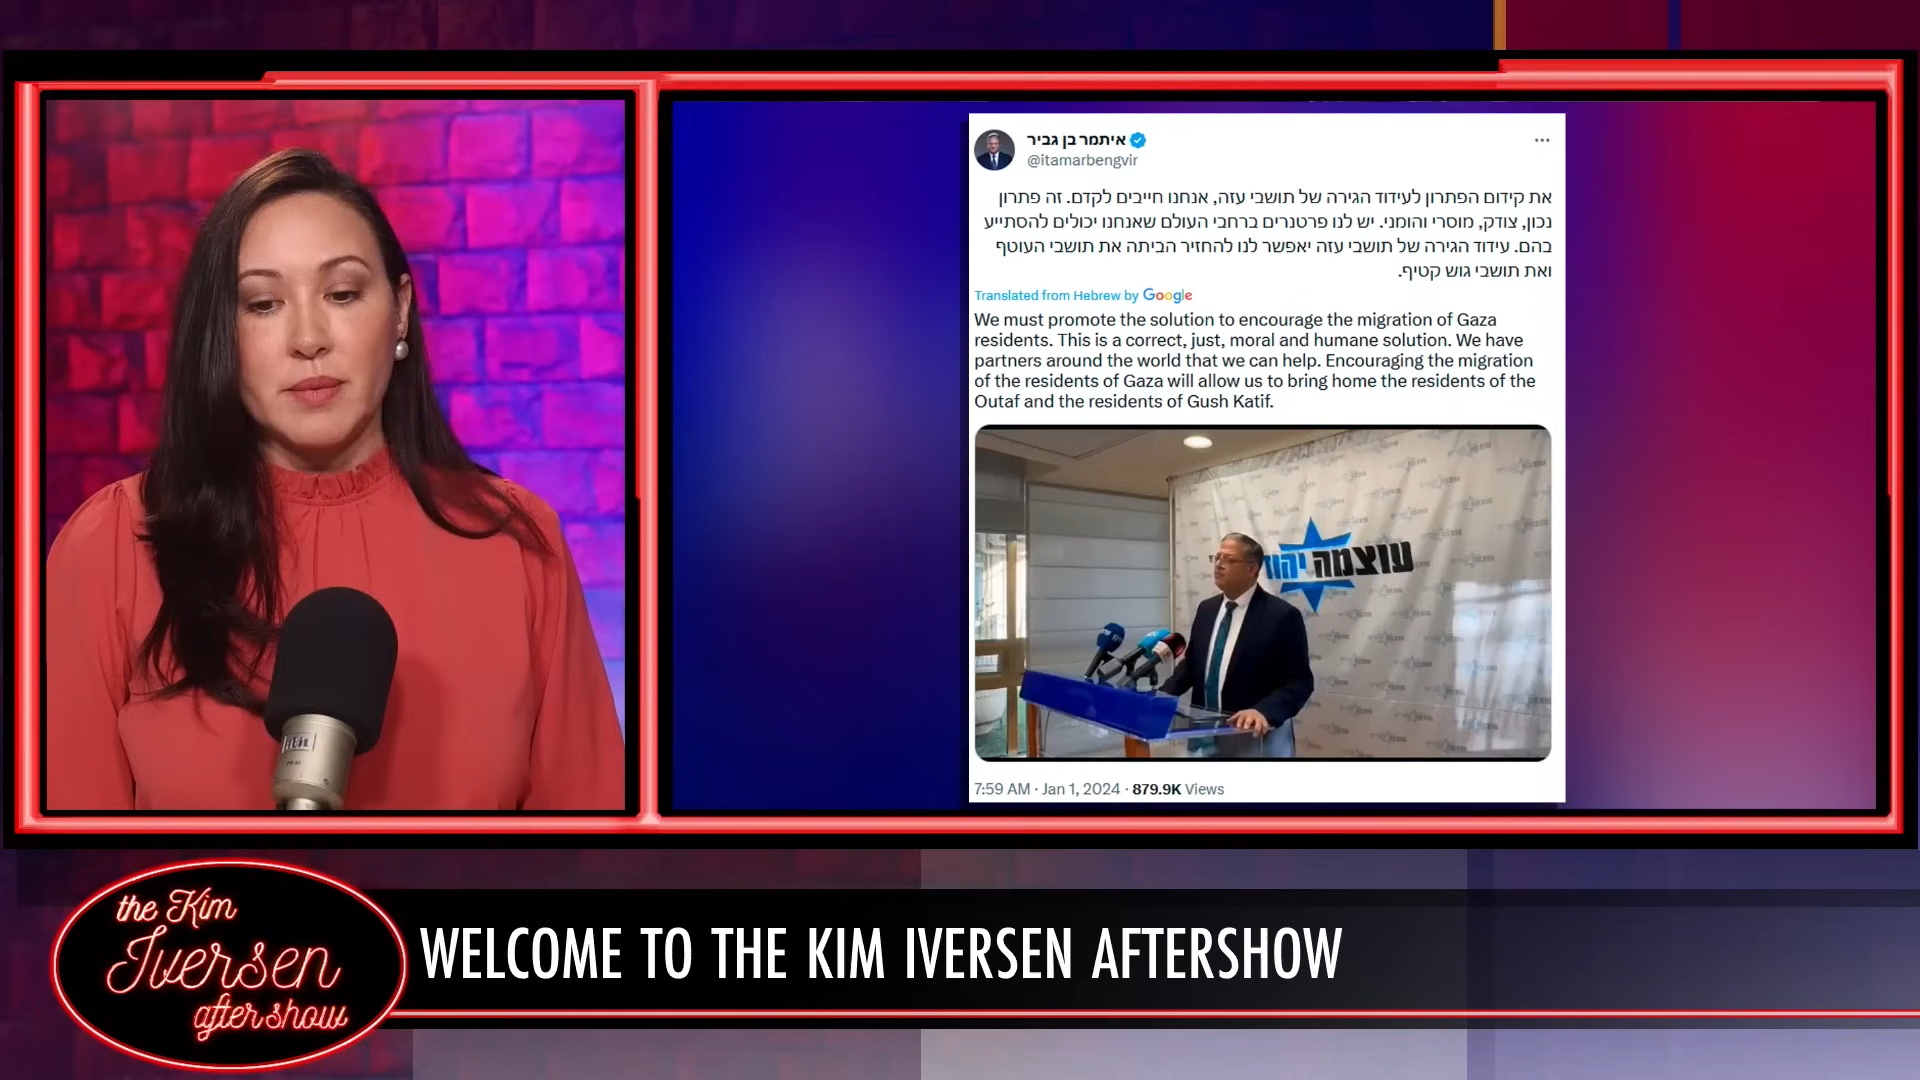 איתמר בן גביר
@itamarbengvir
את קידום הפתרון לעידוד הגירה של תושבי עזה, אנחנו חייבים לקדם. זה פתרון
נכון, צודק, מוסרי והומני. יש לנו פרטנרים ברחבי העולם שאנחנו יכולים להסתייע
בהם. עידוד הגירה של תושבי עזה יאפשר לנו להחזיר הביתה את תושבי העוטף
ואת תושבי גוש קטיף.
Translated from Hebrew by Google
We must promote the solution to encourage the migration of Gaza
residents. This is a correct, just, moral and humane solution. We have
partners around the world that we can help. Encouraging the migration
of the residents of Gaza will allow us to bring home the residents of the
Outaf and the residents of Gush Katif.
עוצמה יהוד
7:59 AM · Jan 1, 2024 · 879.9K Views
the Kim
Iversen
aftershow
WELCOME TO THE KIM IVERSEN AFTERSHOW